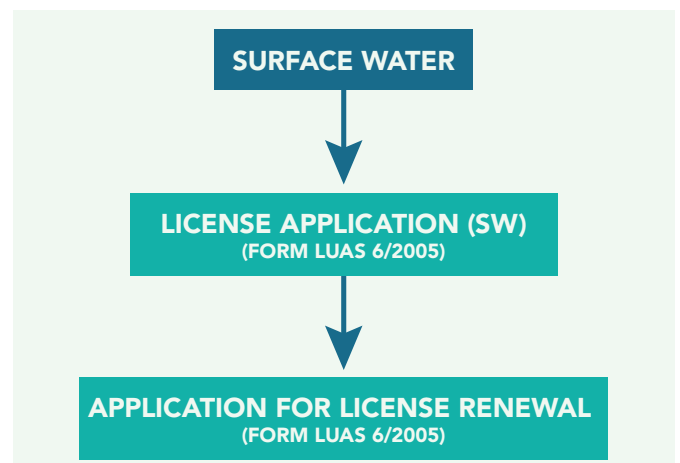 SURFACE WATER
LICENSE APPLICATION (SW)
(FORM LUAS 6/2005)
APPLICATION FOR LICENSE RENEWAL
(FORM LUAS 6/2005)